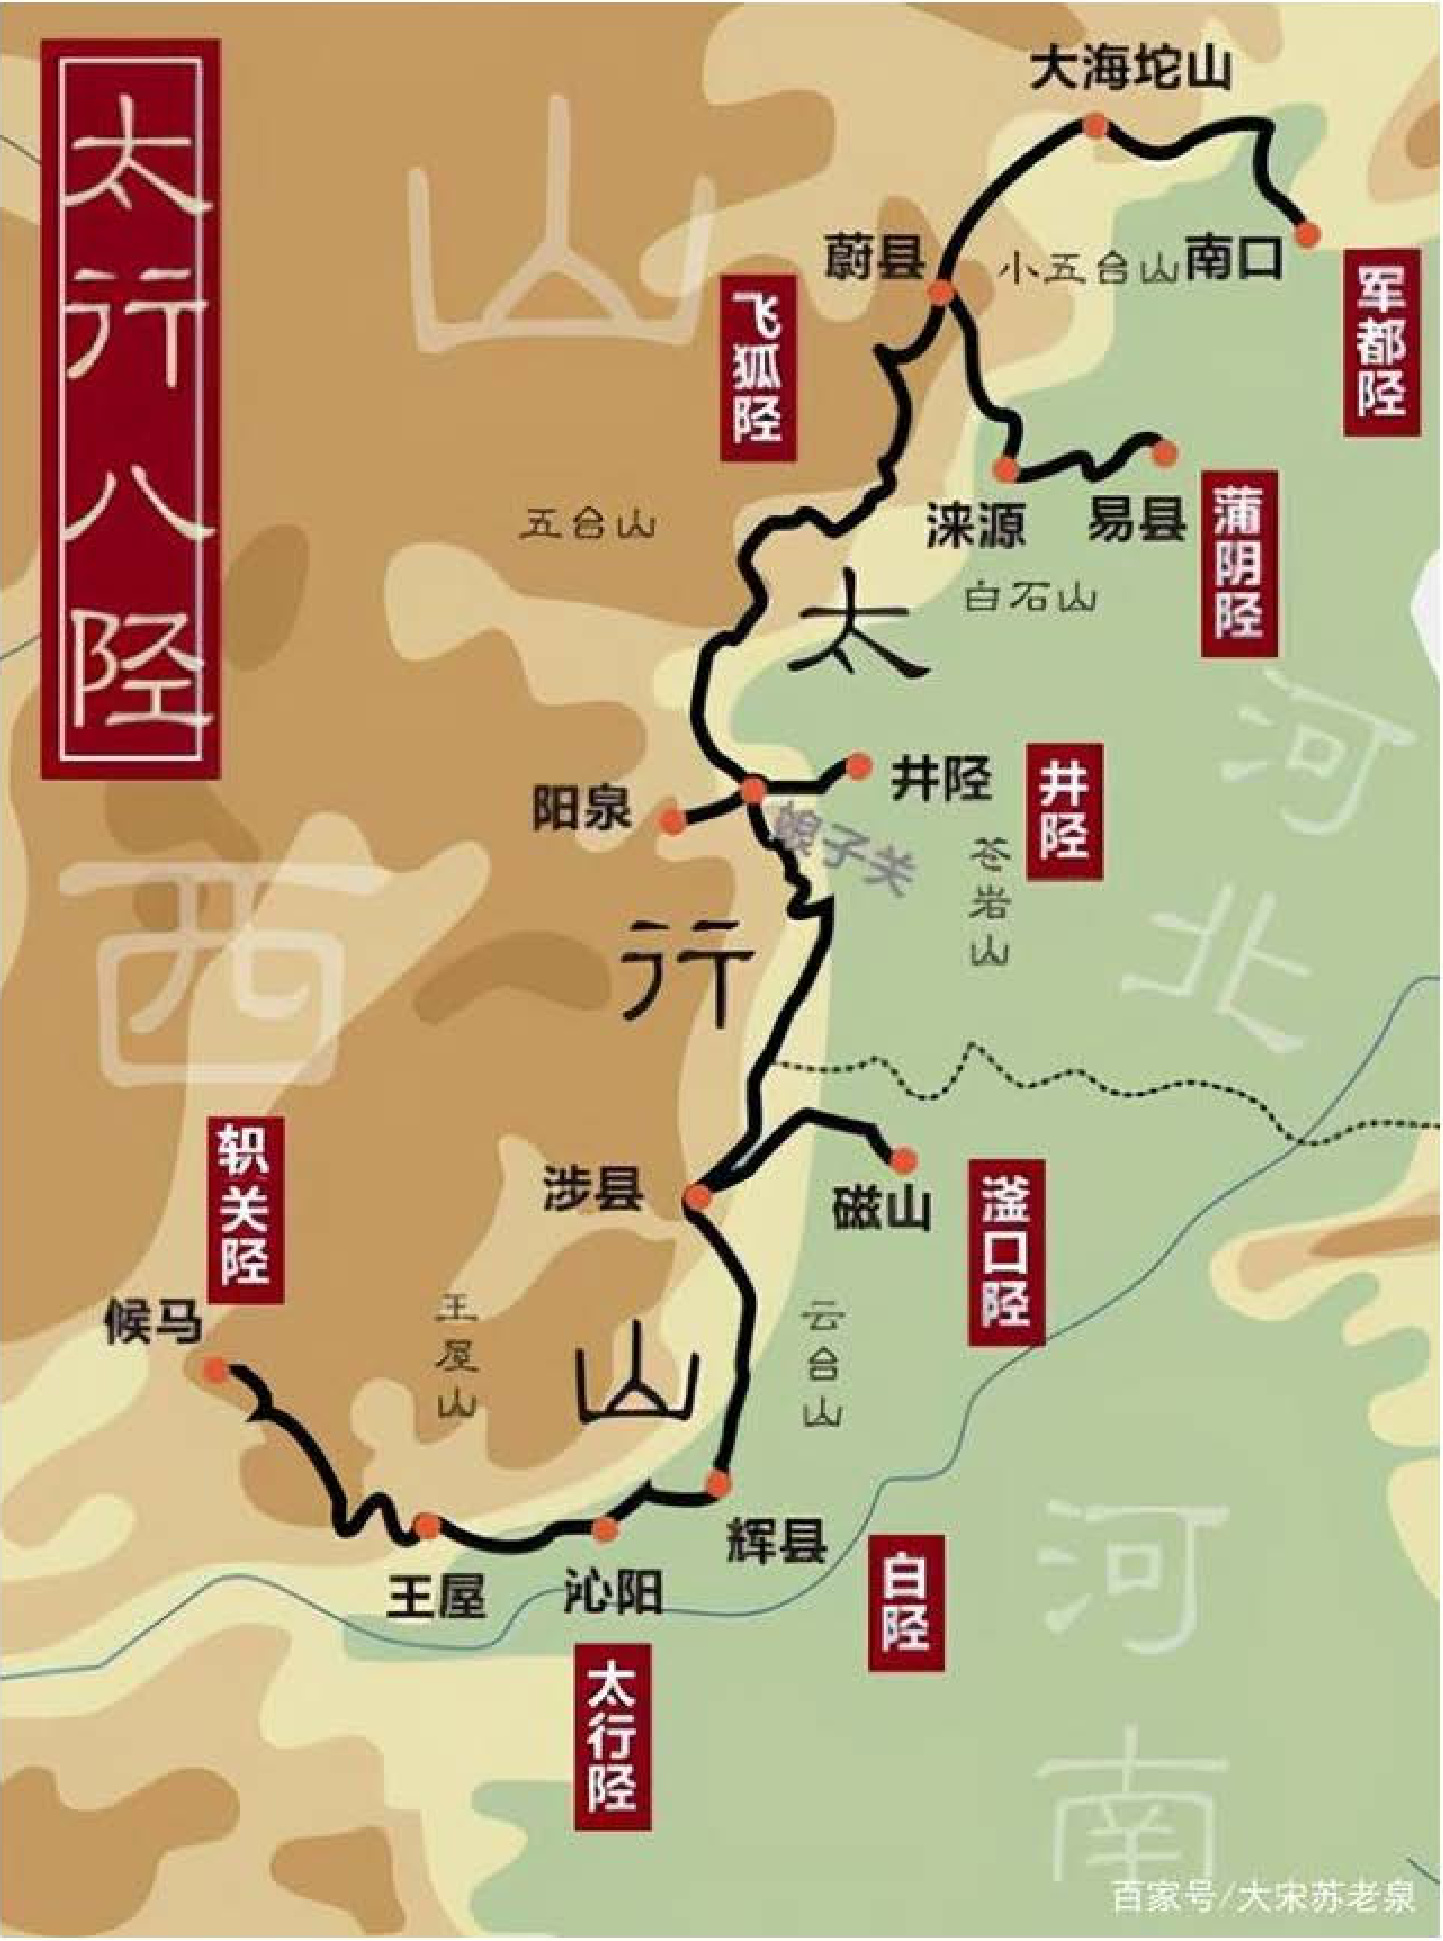 太行八陉
大海坨山
山
蔚县
小五台山
南口
军都陉
飞狐陉
涞源
易县
蒲阴陉
五台山
白石山
太
河北
阳泉
井陉
井陉
娘子关
苍岩山
西
行
轵关陉
涉县
磁山
滏口陉
候马
王屋山
山
云台山
辉县
王屋
沁阳
白陉
太行陉
河南
百家号/大宋苏老泉